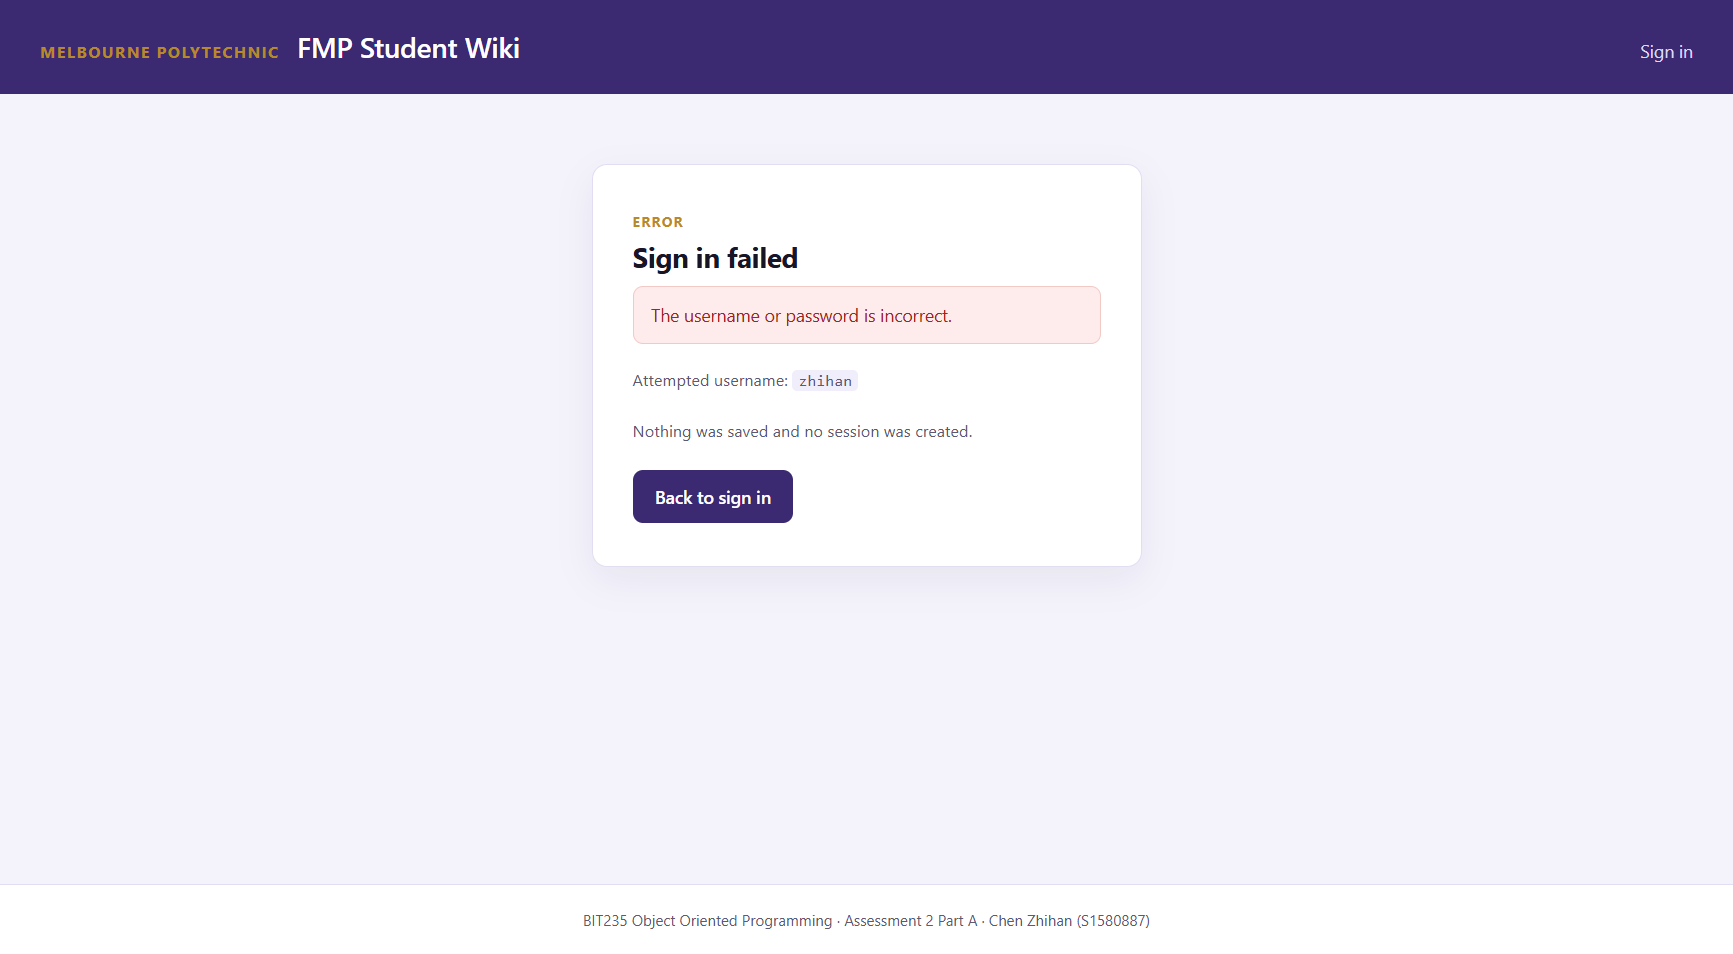 MELBOURNE POLYTECHNIC FMP Student Wiki
Sign in
ERROR
Sign in failed
The username or password is incorrect.
Attempted username: zhihan
Nothing was saved and no session was created.
Back to sign in
BIT235 Object Oriented Programming · Assessment 2 Part A · Chen Zhihan (S1580887)